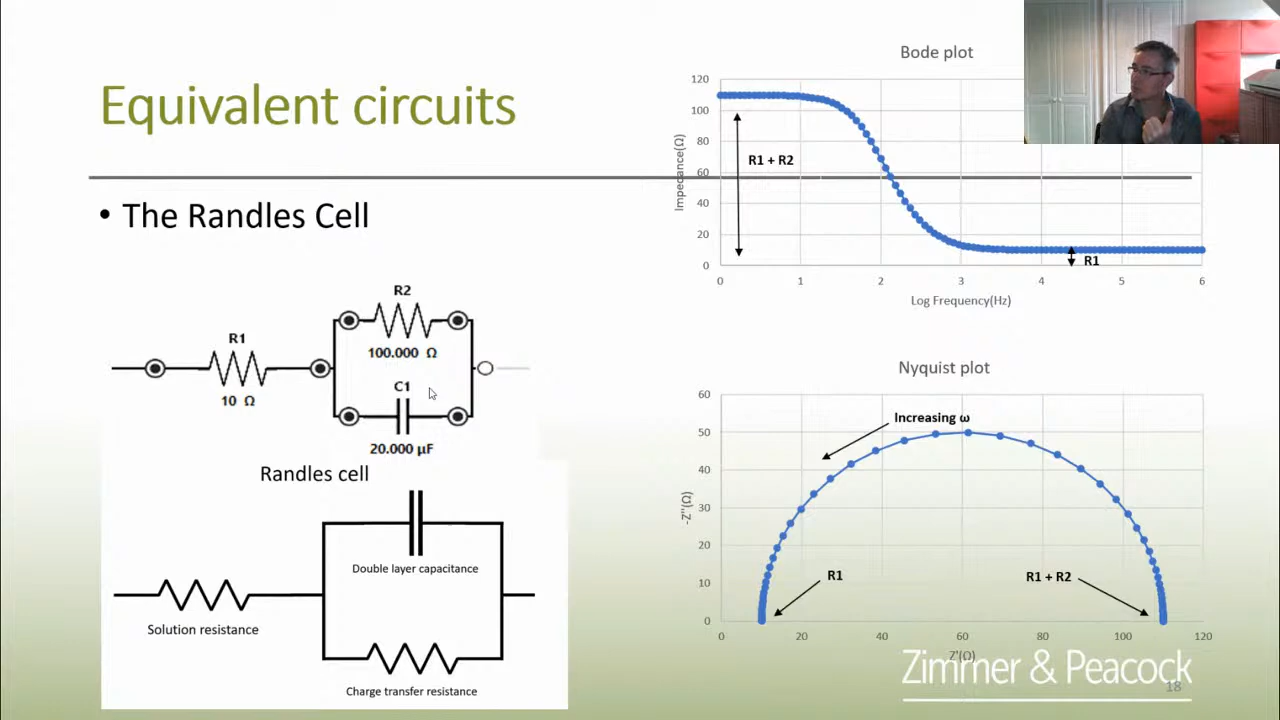 Equivalent circuits
• The Randles Cell
R1
10 Ω
R2
100.000 Ω
C1
20.000 µF
Randles cell
Double layer capacitance
Solution resistance
Charge transfer resistance
Bode plot
Impedance(Ω)
120
100
80
60
40
20
0
R1 + R2
R1
0 1 2 3 4 5 6
Log Frequency(Hz)
Nyquist plot
-Z''(Ω)
60
50
40
30
20
10
0
Increasing ω
R1
R1 + R2
0 20 40 60 80 100 120
Z'(Ω)
Zimmer & Peacock
18